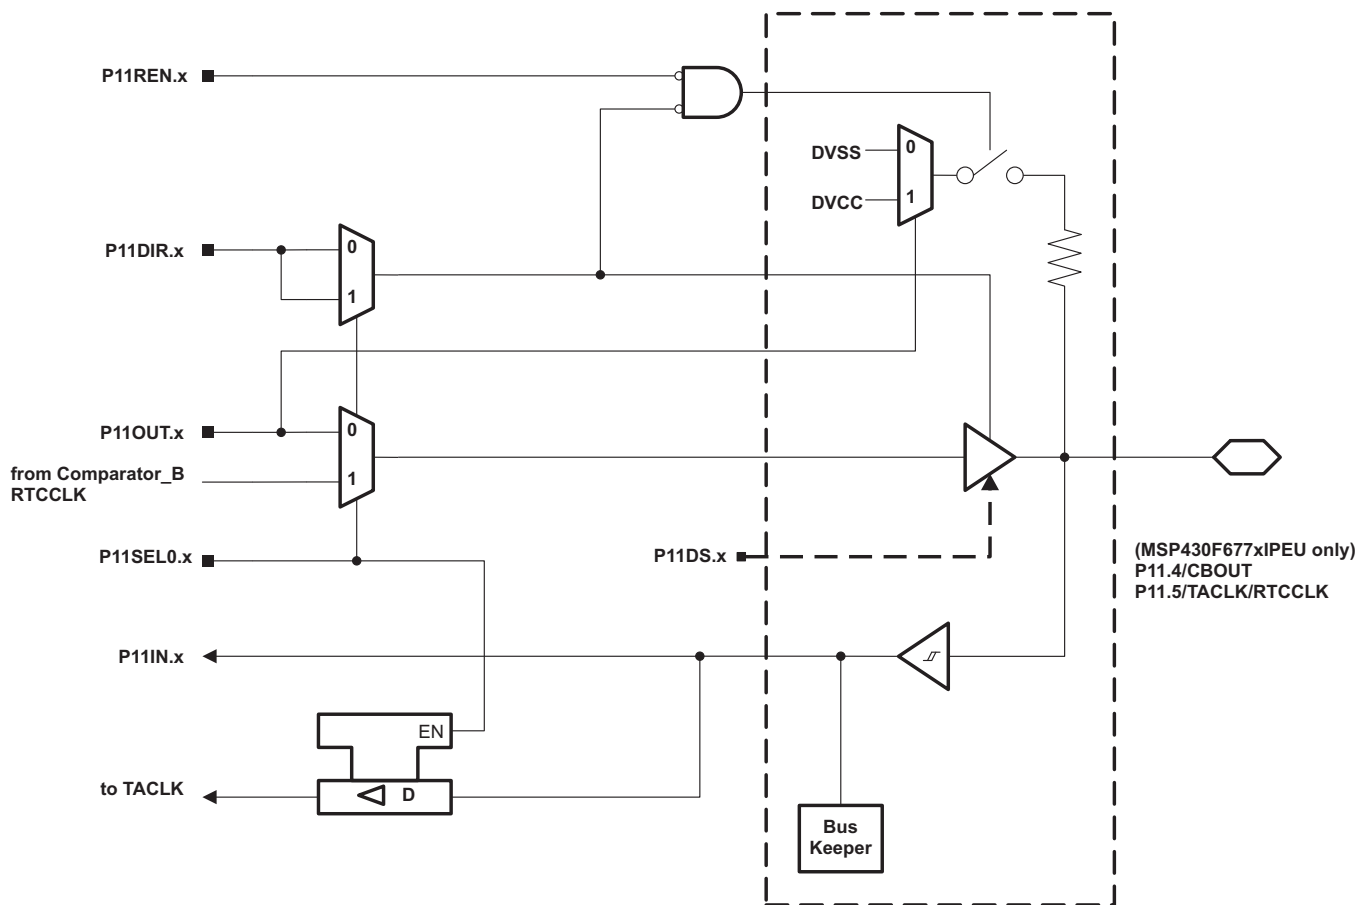 P11REN.x
DVSS
0
DVCC
1
P11DIR.x
0
1
P11OUT.x
0
from Comparator_B
RTCCLK
1
P11SEL0.x
P11DS.x
(MSP430F677xIPEU only)
P11.4/CBOUT
P11.5/TACLK/RTCCLK
P11IN.x
EN
to TACLK
D
Bus
Keeper